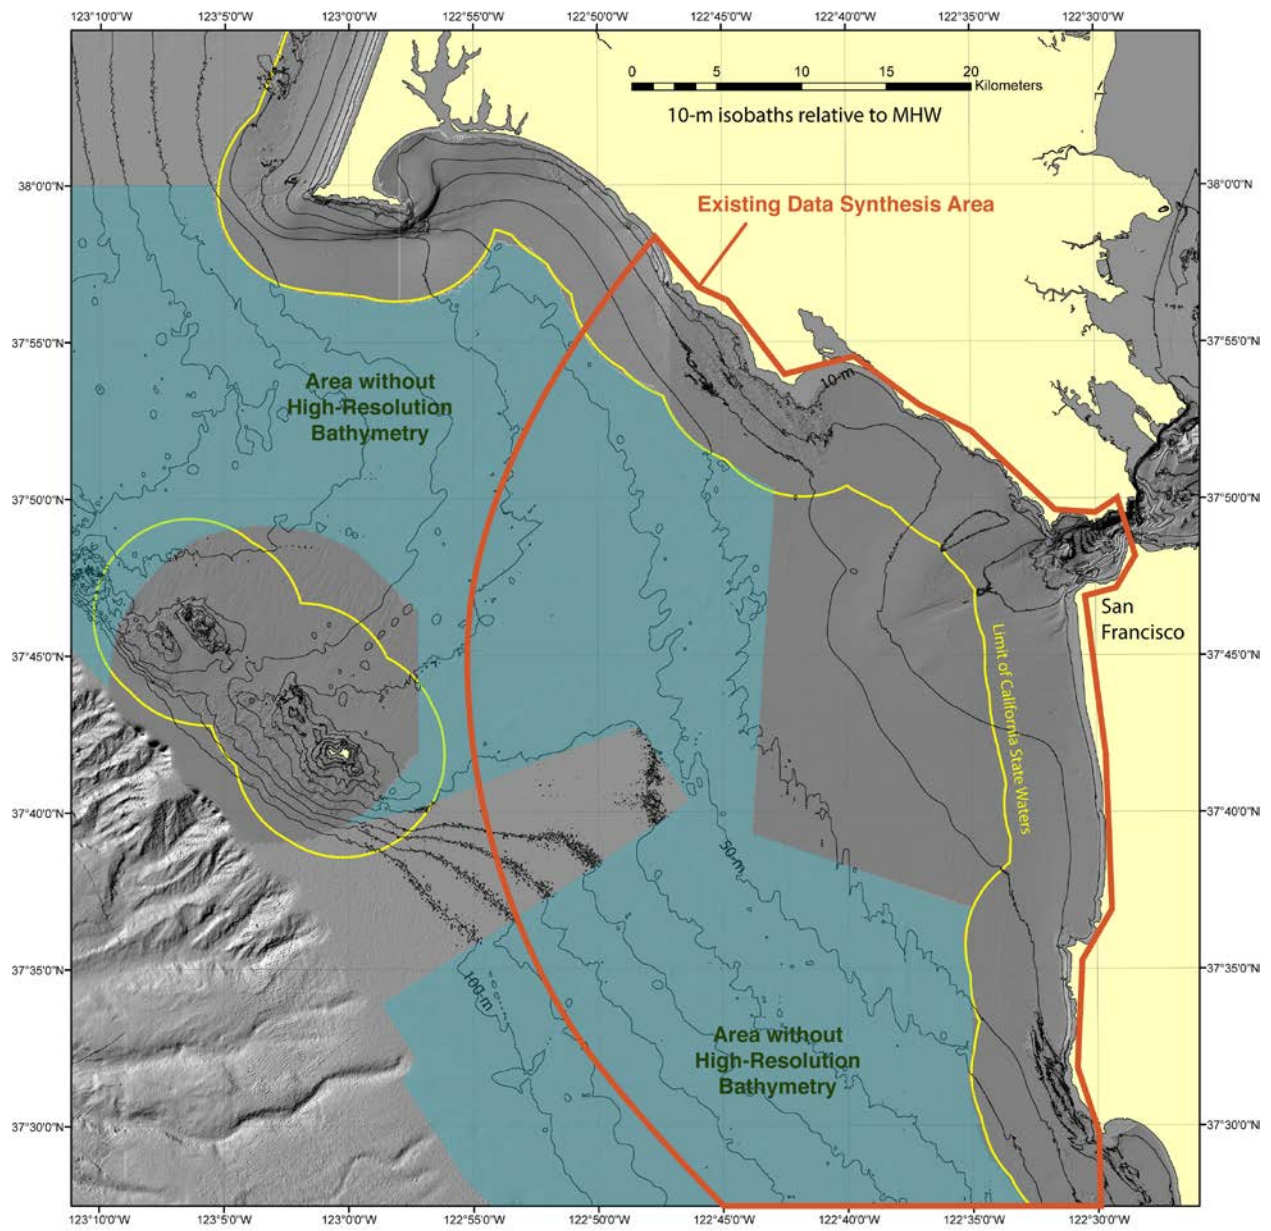 123°10'0"W 123°5'0"W 123°0'0"W 122°55'0"W 122°50'0"W 122°45'0"W 122°40'0"W 122°35'0"W 122°30'0"W
0 5 10 15 20
Kilometers
10-m isobaths relative to MHW
38°0'0"N 38°0'0"N
Existing Data Synthesis Area
37°55'0"N 37°55'0"N
10-m
Area without
High-Resolution
Bathymetry
37°50'0"N 37°50'0"N
San
Francisco
Limit of California State Waters
37°45'0"N 37°45'0"N
37°40'0"N 37°40'0"N
50-m
37°35'0"N 37°35'0"N
100-m
Area without
High-Resolution
Bathymetry
37°30'0"N 37°30'0"N
123°10'0"W 123°5'0"W 123°0'0"W 122°55'0"W 122°50'0"W 122°45'0"W 122°40'0"W 122°35'0"W 122°30'0"W